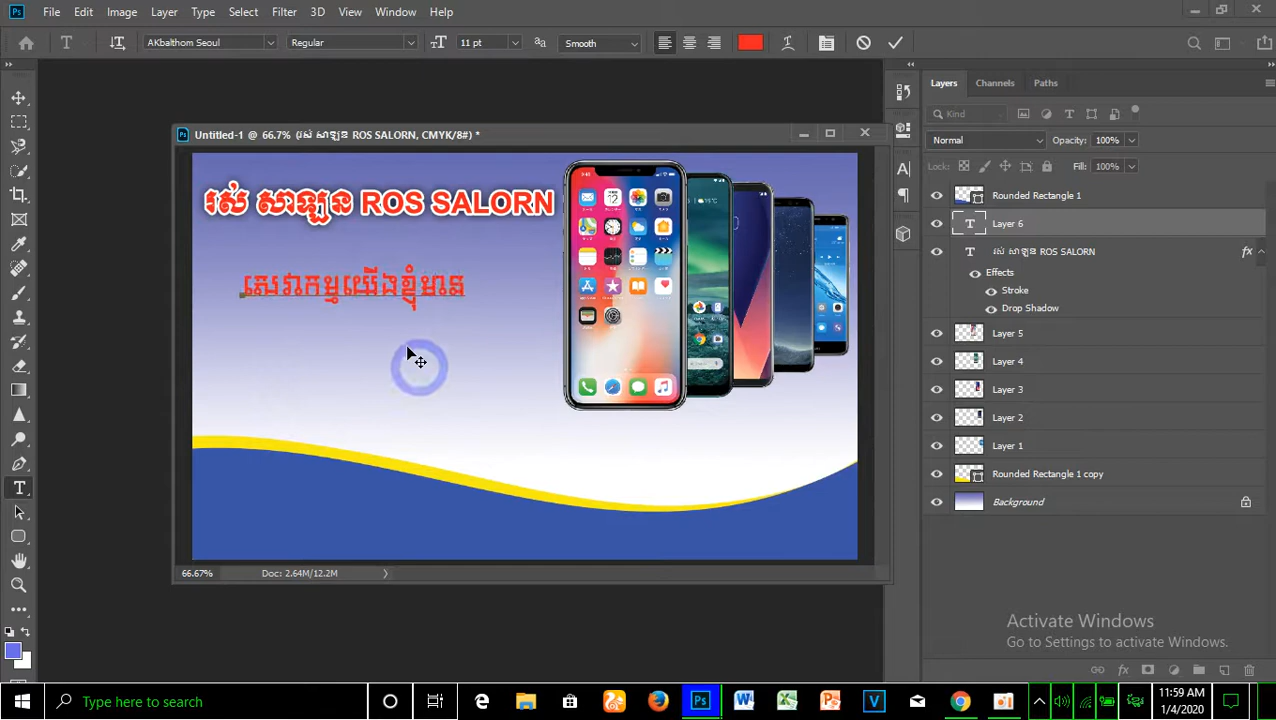 Ps File Edit Image Layer Type Select Filter 3D View Window Help
T AKbalthom Seoul Regular 11 pt Smooth
Layers Channels Paths
Untitled-1 @ 66.7% (រស់ សាឡុន ROS SALORN, CMYK/8#) *
Kind
Normal Opacity: 100%
Lock: Fill: 100%
Rounded Rectangle 1
រស់ សាឡុន ROS SALORN
T Layer 6
T រស់ សាឡុន ROS SALORN fx
សេវាកម្មយើងខ្ញុំមាន
Effects
Stroke
Drop Shadow
Layer 5
Layer 4
Layer 3
Layer 2
Layer 1
Rounded Rectangle 1 copy
Background
66.67% Doc: 2.64M/12.2M
Activate Windows
Go to Settings to activate Windows.
Type here to search
11:59 AM
1/4/2020